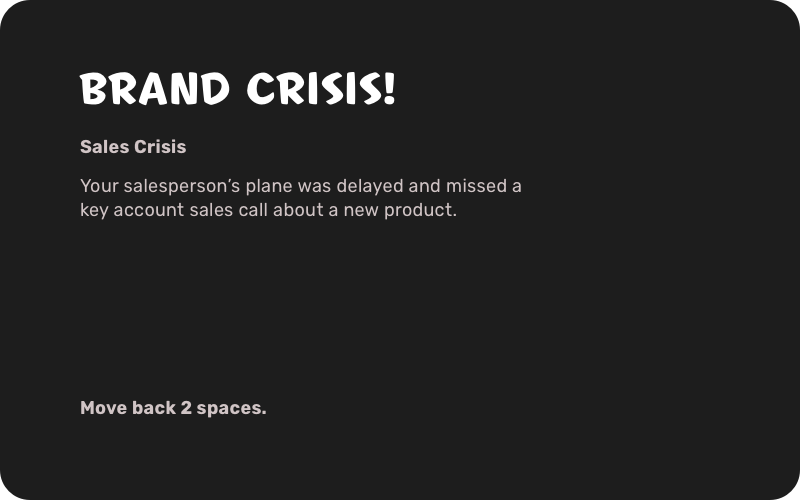 BRAND CRISIS!
Sales Crisis
Your salesperson’s plane was delayed and missed a
key account sales call about a new product.
Move back 2 spaces.